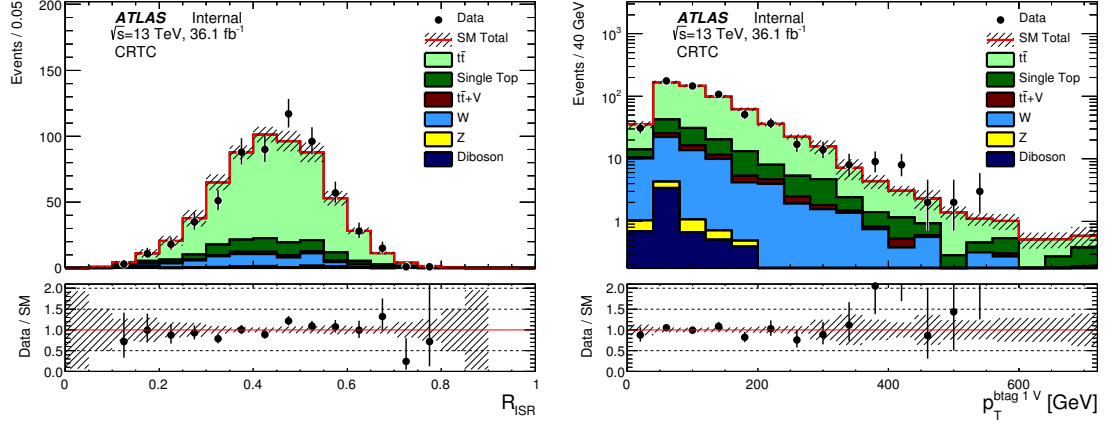 Events / 0.05
200
150
100
50
0
ATLAS Internal
√s=13 TeV, 36.1 fb⁻¹
CRTC
Data
SM Total
tt̄
Single Top
tt̄+V
W
Z
Diboson
Data / SM
2.0
1.5
1.0
0.5
0 0.2 0.4 0.6 0.8 1
R_ISR
Events / 40 GeV
10³
10²
10
1
ATLAS Internal
√s=13 TeV, 36.1 fb⁻¹
CRTC
Data
SM Total
tt̄
Single Top
tt̄+V
W
Z
Diboson
Data / SM
2.0
1.5
1.0
0.5
0 200 400 600
p_T^btag 1 V [GeV]